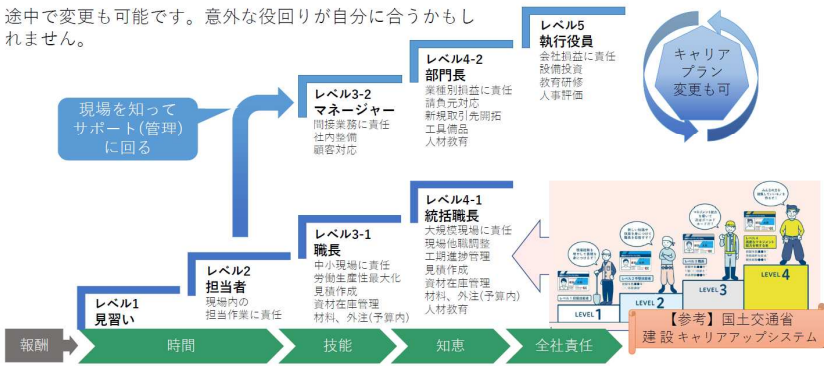 途中で変更も可能です。意外な役回りが自分に合うかもし
れません。
レベル5
執行役員
会社損益に責任
設備投資
教育研修
人事評価
キャリア
プラン
変更も可
レベル4-2
部門長
業種別損益に責任
請負元対応
新規取引先開拓
工具備品
人材教育
レベル3-2
マネージャー
間接業務に責任
社内整備
顧客対応
現場を知って
サポート(管理)
に回る
レベル4-1
統括職長
大規模現場に責任
現場他職調整
工期進捗管理
見積作成
資材在庫管理
材料、外注(予算内)
人材教育
レベル3-1
職長
中小現場に責任
労働生産性最大化
見積作成
資材在庫管理
材料、外注(予算内)
レベル2
担当者
現場内の
担当作業に責任
レベル1
見習い
LEVEL 1
LEVEL 2
LEVEL 3
LEVEL 4
報酬
時間
技能
知恵
全社責任
【参考】国土交通省
建 設 キャリアアップシステム